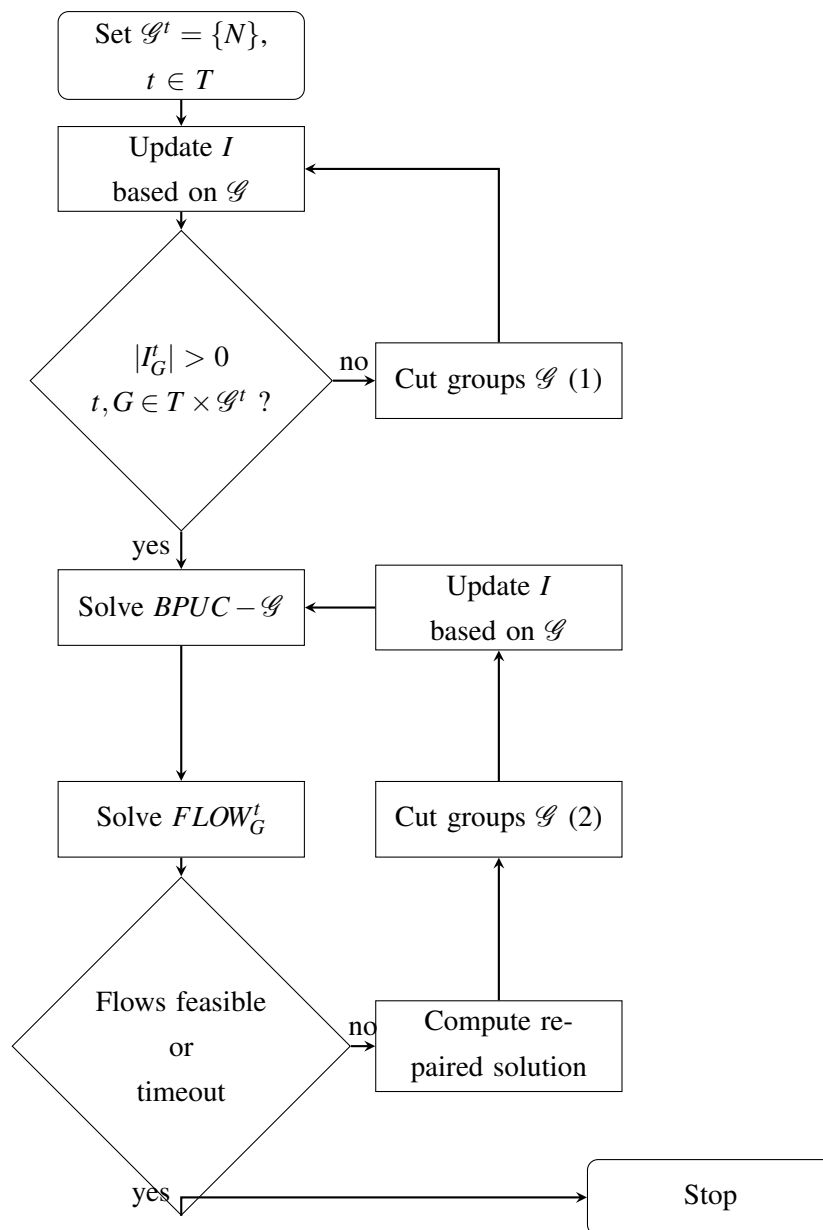 Set 𝒢ᵗ = {N},
t ∈ T
Update I
based on 𝒢
|Iᵗ_G| > 0
t, G ∈ T × 𝒢ᵗ ?
no
Cut groups 𝒢 (1)
yes
Solve BPUC − 𝒢
Update I
based on 𝒢
Solve FLOWᵗ_G
Cut groups 𝒢 (2)
Flows feasible
or
timeout
no
Compute re-
paired solution
yes
Stop